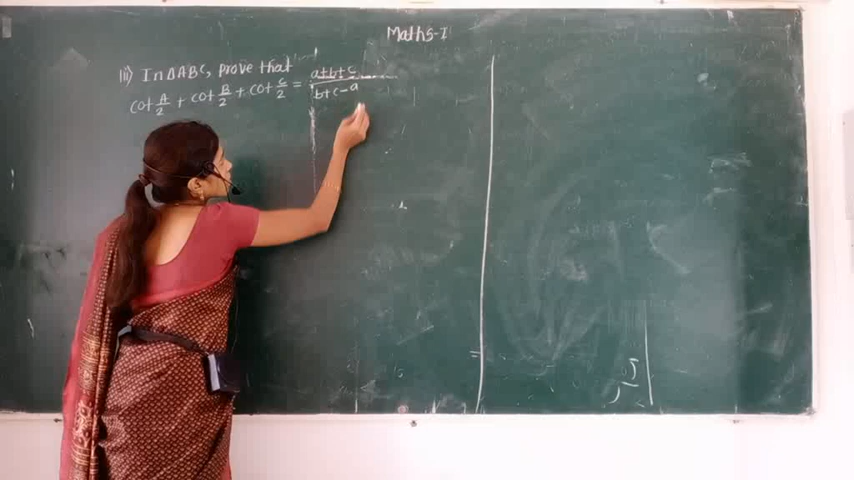 Maths-I
iii) In ΔABC, prove that
cot A/2 + cot B/2 + cot C/2 = a+b+c / b+c-a